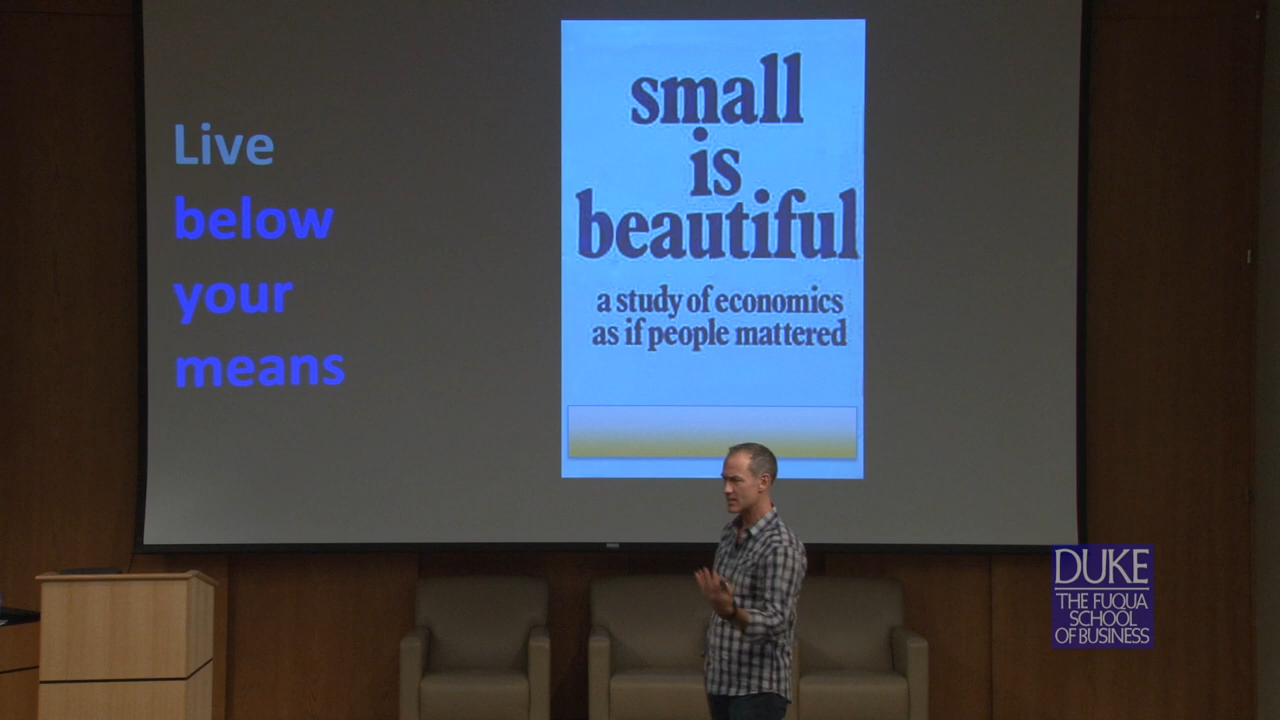 Live
below
your
means
small
is
beautiful
a study of economics
as if people mattered
DUKE
THE FUQUA
SCHOOL
OF BUSINESS